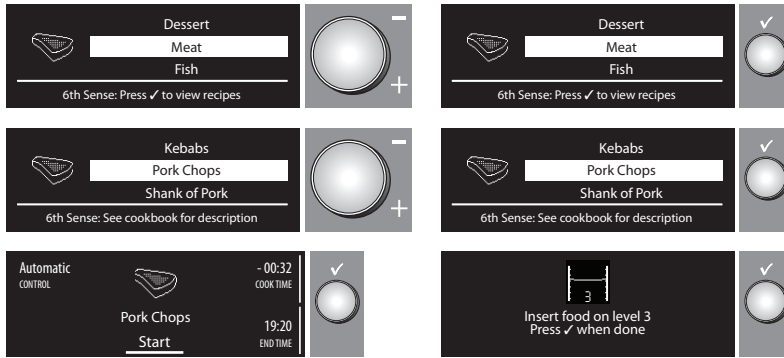 Dessert
Meat
Fish
6th Sense: Press ✓ to view recipes
-
+
Dessert
Meat
Fish
6th Sense: Press ✓ to view recipes
✓
Kebabs
Pork Chops
Shank of Pork
6th Sense: See cookbook for description
-
+
Kebabs
Pork Chops
Shank of Pork
6th Sense: See cookbook for description
✓
Automatic
CONTROL
Pork Chops
Start
- 00:32
COOK TIME
19:20
END TIME
✓
3
Insert food on level 3
Press ✓ when done
✓